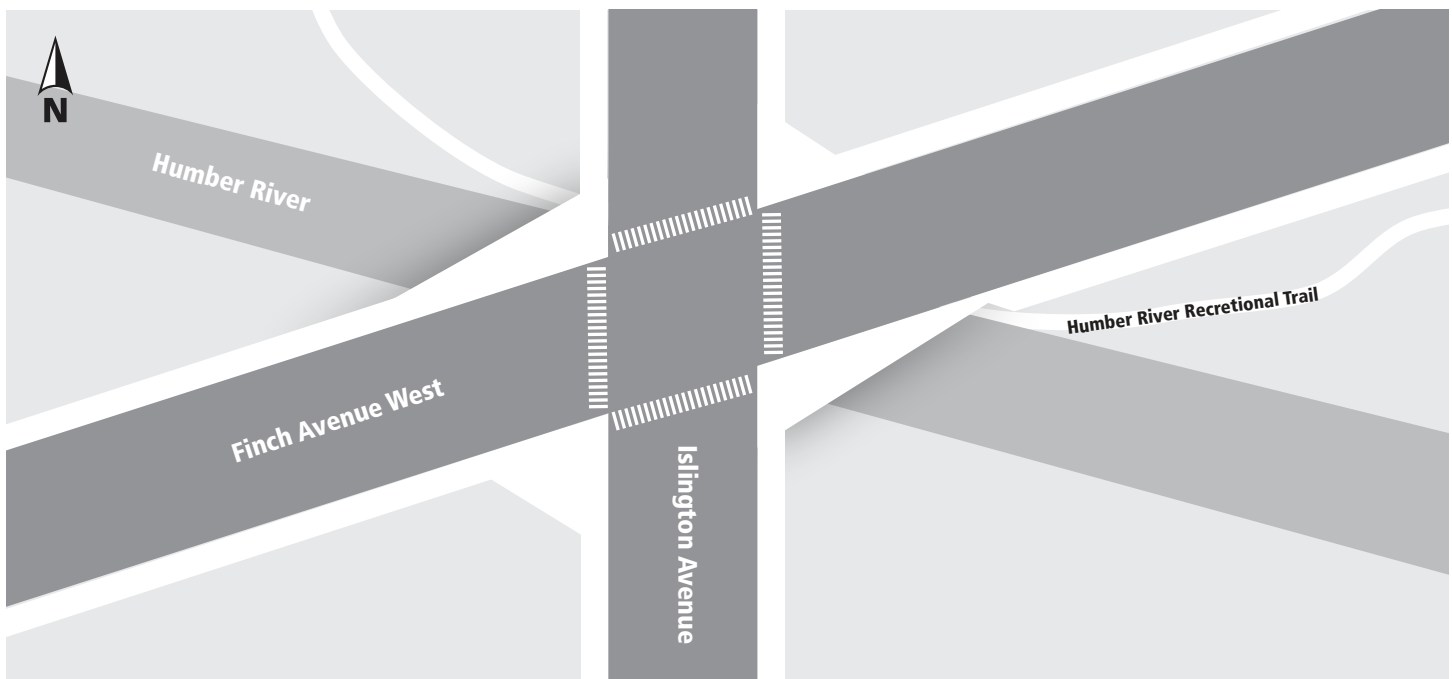 N
Humber River
Humber River Recretional Trail
Finch Avenue West
Islington Avenue